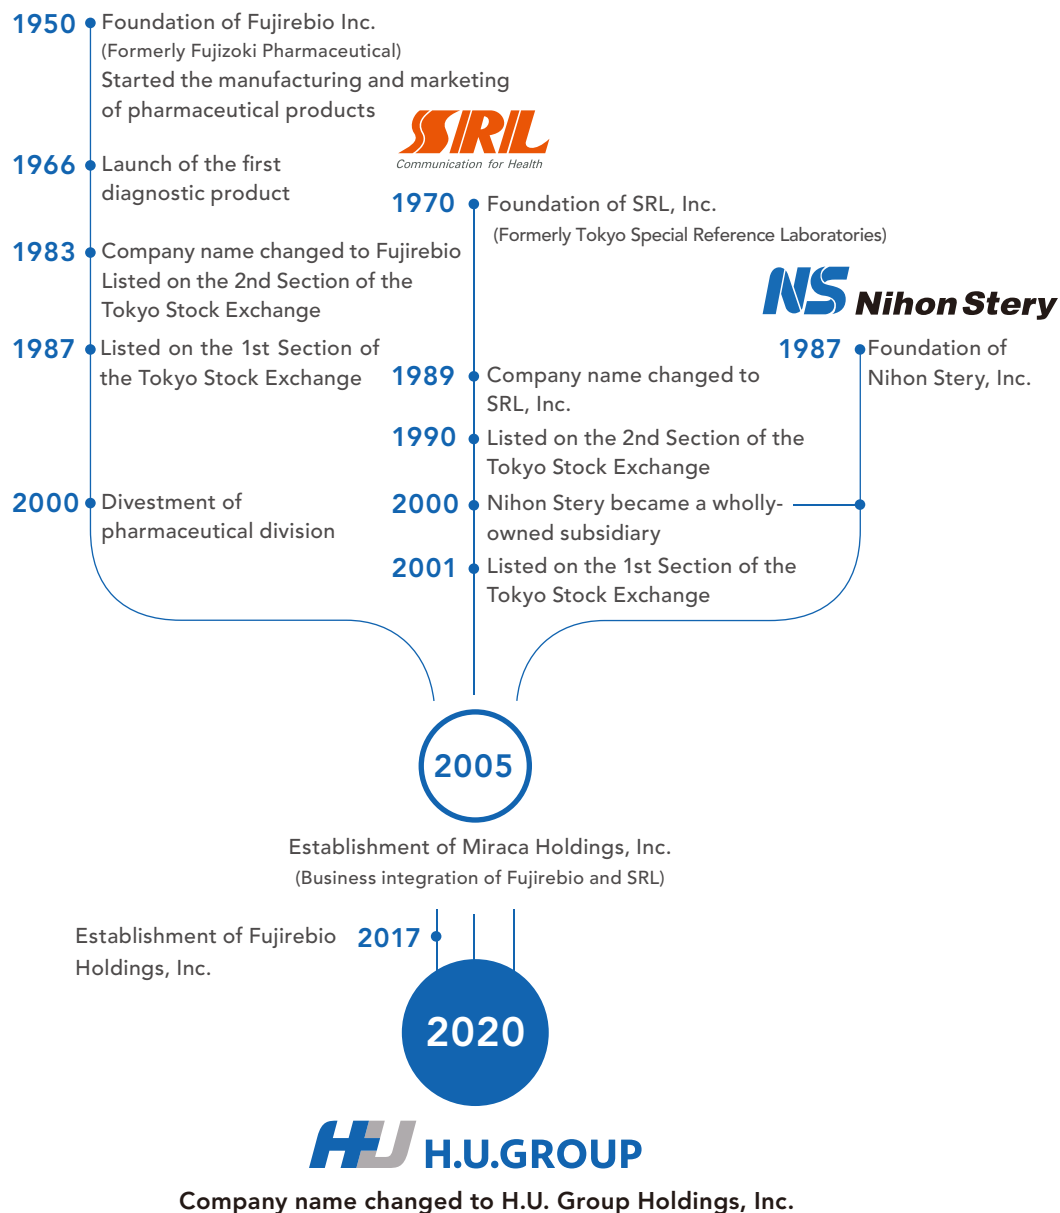 1950 Foundation of Fujirebio Inc.
(Formerly Fujizoki Pharmaceutical)
Started the manufacturing and marketing
of pharmaceutical products
1966 Launch of the first
diagnostic product
1983 Company name changed to Fujirebio
Listed on the 2nd Section of the
Tokyo Stock Exchange
1987 Listed on the 1st Section of
the Tokyo Stock Exchange
2000 Divestment of
pharmaceutical division
SRL
Communication for Health
1970 Foundation of SRL, Inc.
(Formerly Tokyo Special Reference Laboratories)
1989 Company name changed to
SRL, Inc.
1990 Listed on the 2nd Section of the
Tokyo Stock Exchange
2000 Nihon Stery became a wholly-
owned subsidiary
2001 Listed on the 1st Section of the
Tokyo Stock Exchange
NS Nihon Stery
1987 Foundation of
Nihon Stery, Inc.
2005
Establishment of Miraca Holdings, Inc.
(Business integration of Fujirebio and SRL)
Establishment of Fujirebio 2017
Holdings, Inc.
2020
HU H.U.GROUP
Company name changed to H.U. Group Holdings, Inc.